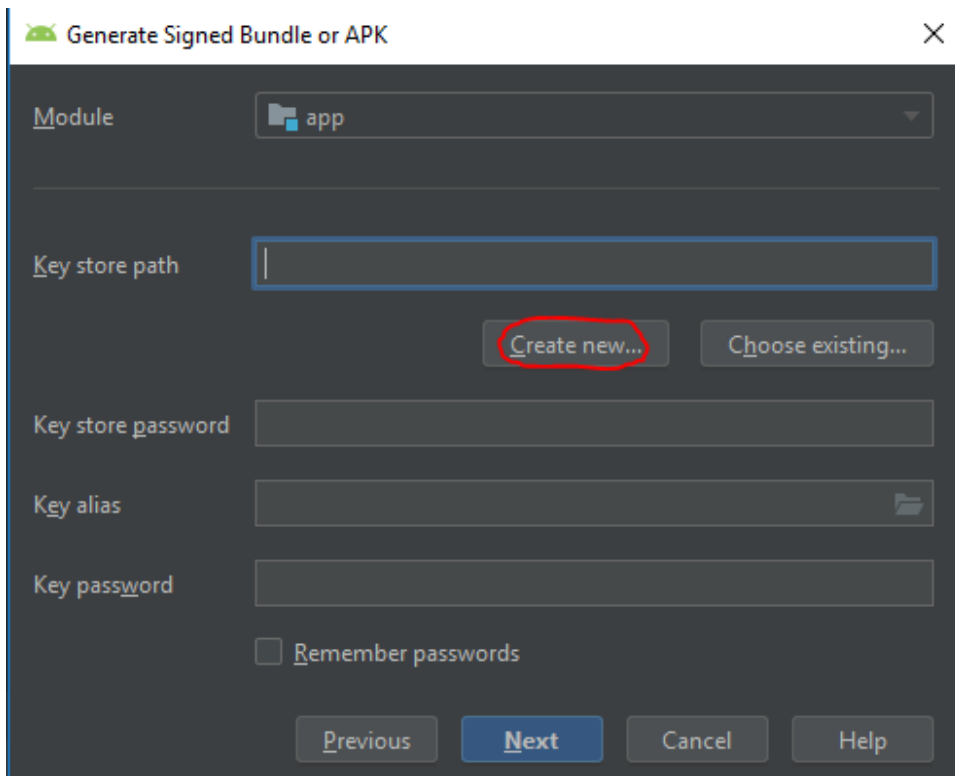 Generate Signed Bundle or APK
Module
app
Key store path
Create new...
Choose existing...
Key store password
Key alias
Key password
Remember passwords
Previous
Next
Cancel
Help